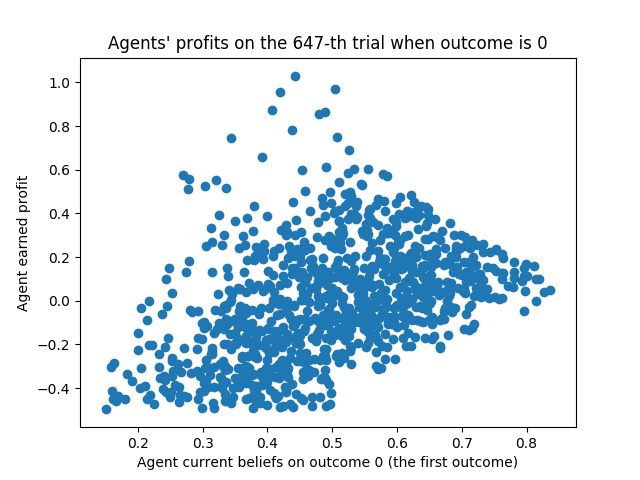 Agents' profits on the 647-th trial when outcome is 0
1.0
0.8
0.6
0.4
0.2
0.0
−0.2
−0.4
Agent earned profit
0.2 0.3 0.4 0.5 0.6 0.7 0.8
Agent current beliefs on outcome 0 (the first outcome)